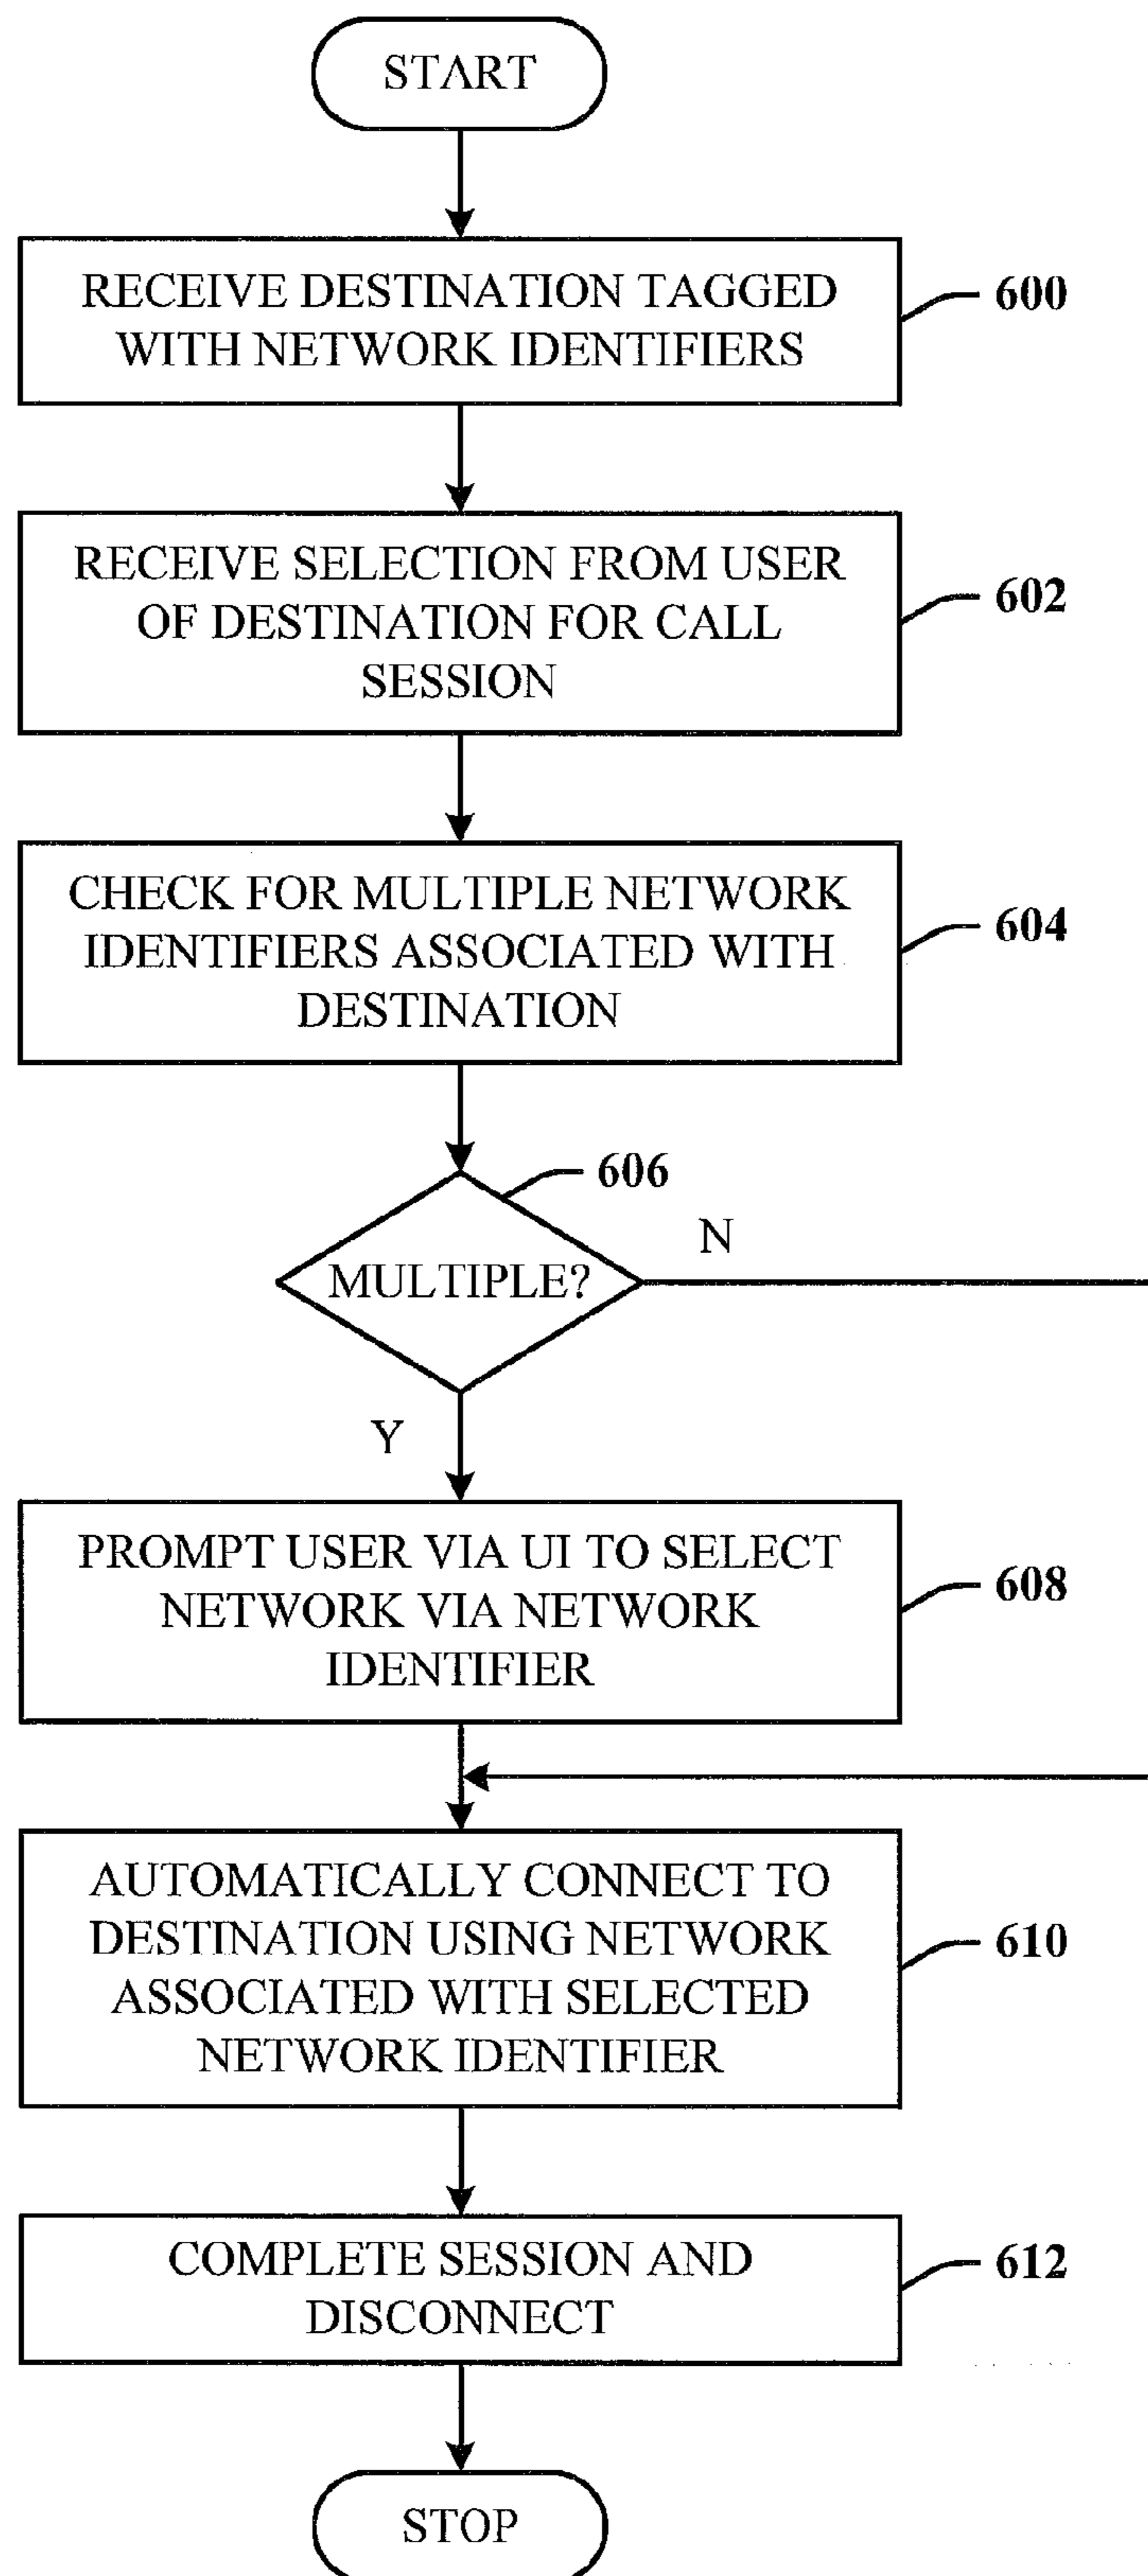 START
RECEIVE DESTINATION TAGGED
WITH NETWORK IDENTIFIERS
600
RECEIVE SELECTION FROM USER
OF DESTINATION FOR CALL
SESSION
602
CHECK FOR MULTIPLE NETWORK
IDENTIFIERS ASSOCIATED WITH
DESTINATION
604
606
MULTIPLE?
N
Y
PROMPT USER VIA UI TO SELECT
NETWORK VIA NETWORK
IDENTIFIER
608
AUTOMATICALLY CONNECT TO
DESTINATION USING NETWORK
ASSOCIATED WITH SELECTED
NETWORK IDENTIFIER
610
COMPLETE SESSION AND
DISCONNECT
612
STOP